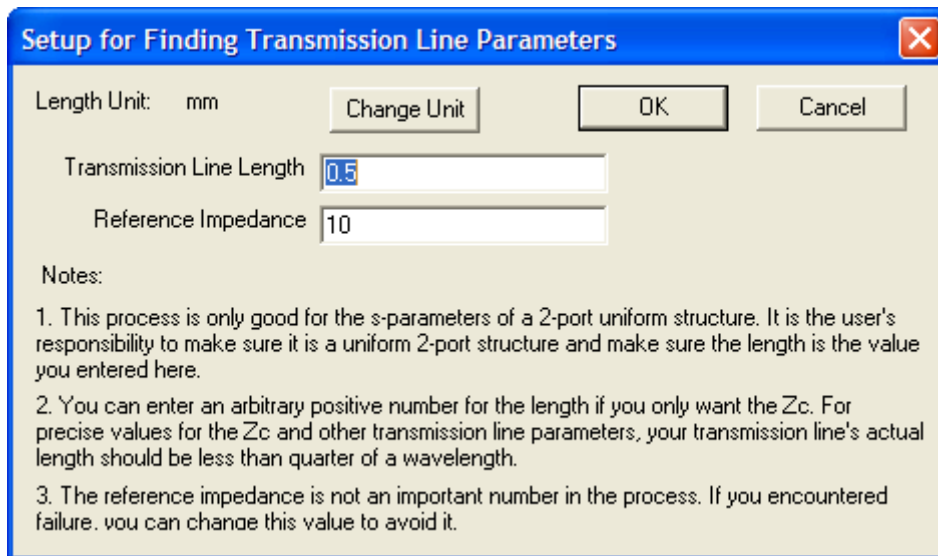 Setup for Finding Transmission Line Parameters
Length Unit: mm Change Unit OK Cancel
Transmission Line Length 0.5
Reference Impedance 10
Notes:
1. This process is only good for the s-parameters of a 2-port uniform structure. It is the user's
responsibility to make sure it is a uniform 2-port structure and make sure the length is the value
you entered here.
2. You can enter an arbitrary positive number for the length if you only want the Zc. For
precise values for the Zc and other transmission line parameters, your transmission line's actual
length should be less than quarter of a wavelength.
3. The reference impedance is not an important number in the process. If you encountered
failure, you can change this value to avoid it.